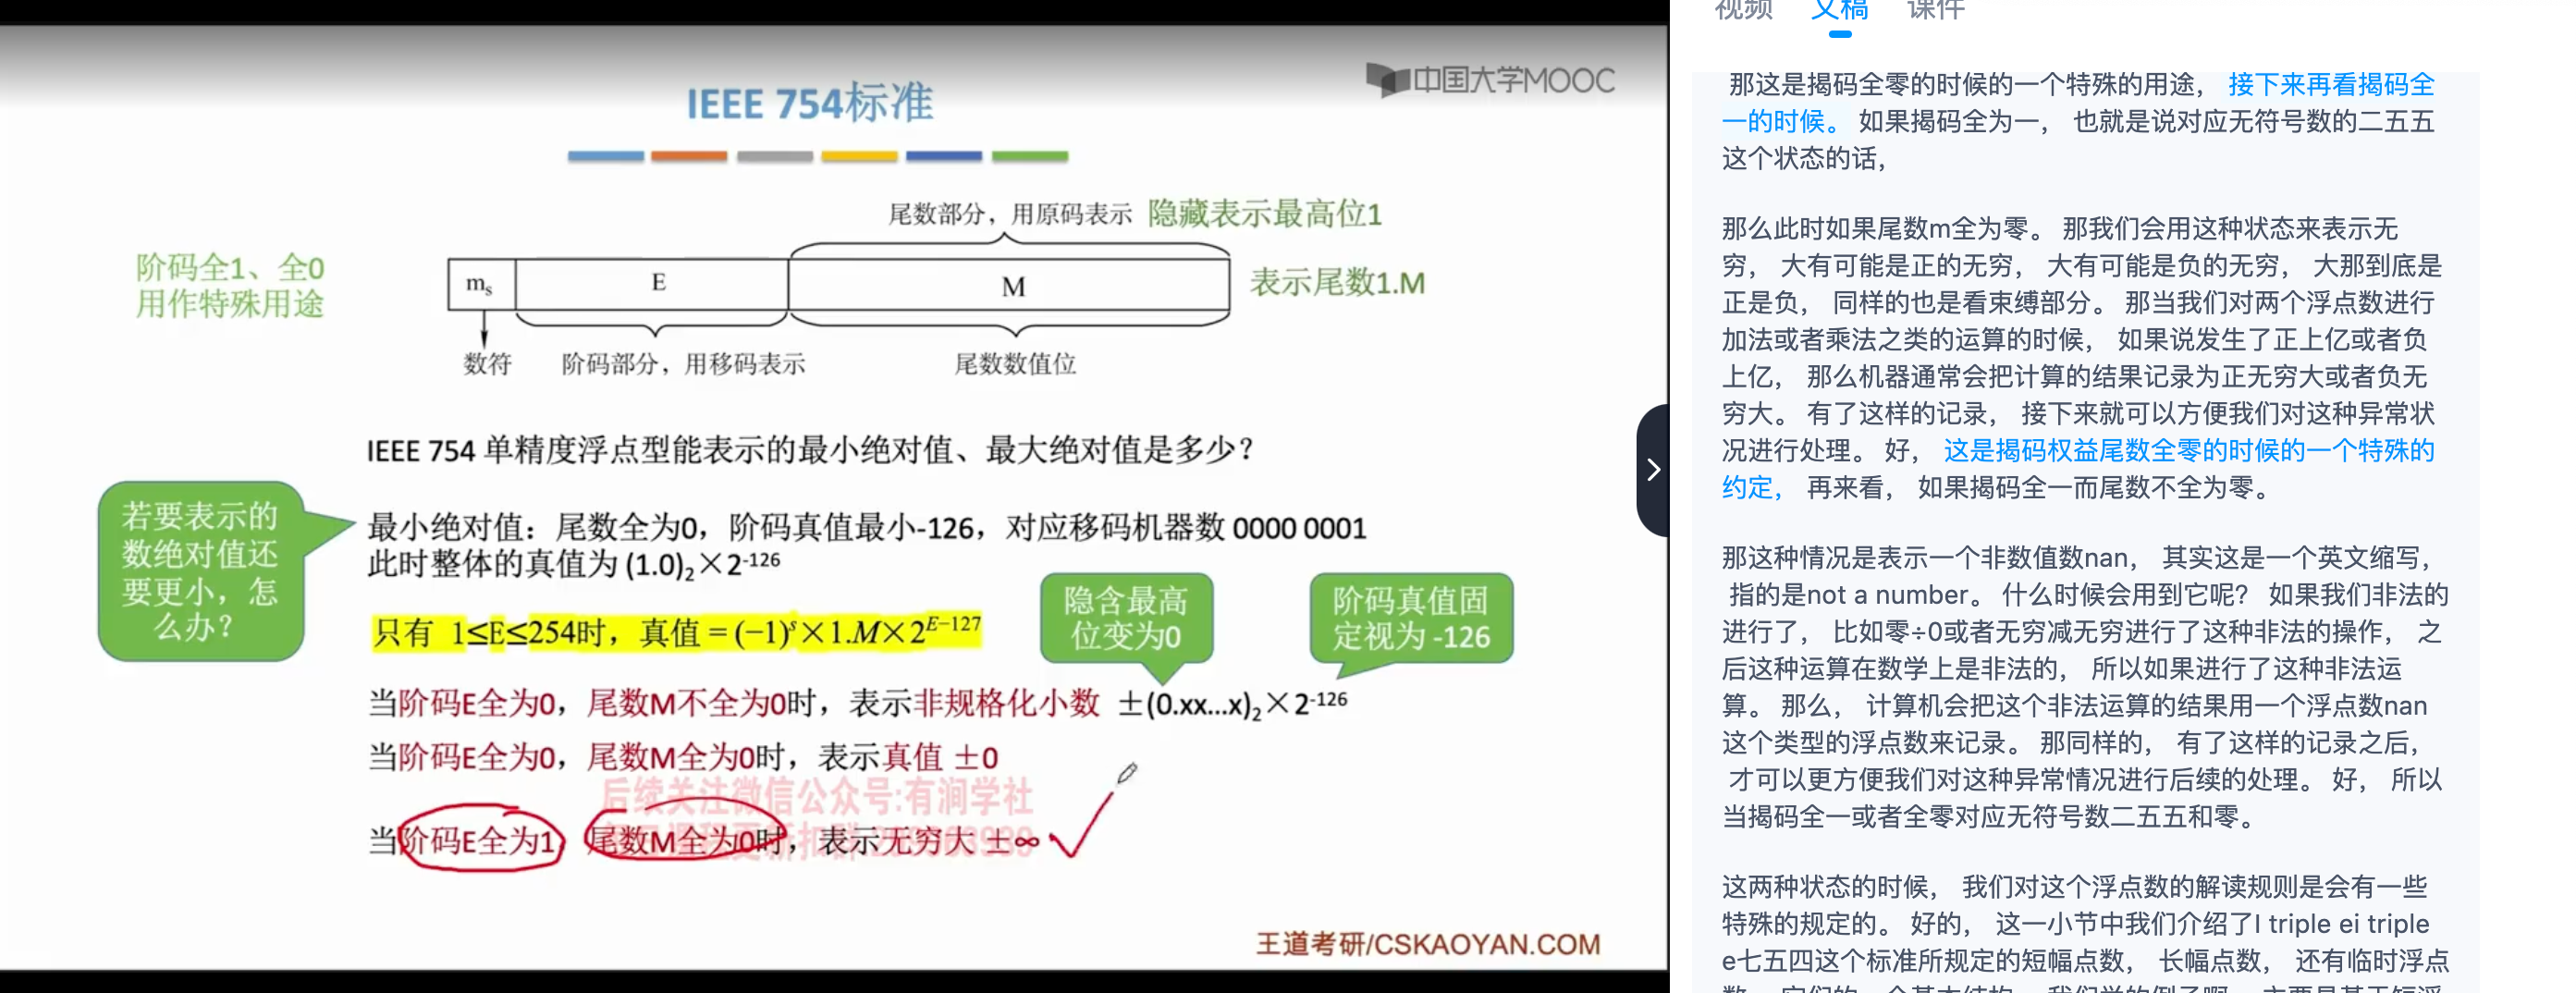 中国大学MOOC
IEEE 754标准
尾数部分，用原码表示 隐藏表示最高位1
阶码全1、全0
用作特殊用途
ms E M 表示尾数1.M
数符 阶码部分，用移码表示 尾数数值位
IEEE 754 单精度浮点型能表示的最小绝对值、最大绝对值是多少？
若要表示的
数绝对值还
要更小，怎
么办？
最小绝对值：尾数全为0，阶码真值最小-126，对应移码机器数 0000 0001
此时整体的真值为 (1.0)₂×2⁻¹²⁶
只有 1≤E≤254时，真值 = (−1)ˢ×1.M×2ᴱ⁻¹²⁷
隐含最高
位变为0
阶码真值固
定视为 -126
当阶码E全为0，尾数M不全为0时，表示非规格化小数 ±(0.xx...x)₂×2⁻¹²⁶
当阶码E全为0，尾数M全为0时，表示真值 ±0
后续关注微信公众号:有涧学社
当阶码E全为1，尾数M全为0时，表示无穷大 ±∞
王道考研/CSKAOYAN.COM
视频 文稿 课件
那这是揭码全零的时候的一个特殊的用途， 接下来再看揭码全
一的时候。 如果揭码全为一， 也就是说对应无符号数的二五五
这个状态的话，
那么此时如果尾数m全为零。 那我们会用这种状态来表示无
穷， 大有可能是正的无穷， 大有可能是负的无穷， 大那到底是
正是负， 同样的也是看束缚部分。 那当我们对两个浮点数进行
加法或者乘法之类的运算的时候， 如果说发生了正上亿或者负
上亿， 那么机器通常会把计算的结果记录为正无穷大或者负无
穷大。 有了这样的记录， 接下来就可以方便我们对这种异常状
况进行处理。 好， 这是揭码权益尾数全零的时候的一个特殊的
约定， 再来看， 如果揭码全一而尾数不全为零。
那这种情况是表示一个非数值数nan， 其实这是一个英文缩写，
指的是not a number。 什么时候会用到它呢？ 如果我们非法的
进行了， 比如零÷0或者无穷减无穷进行了这种非法的操作， 之
后这种运算在数学上是非法的， 所以如果进行了这种非法运
算。 那么， 计算机会把这个非法运算的结果用一个浮点数nan
这个类型的浮点数来记录。 那同样的， 有了这样的记录之后，
才可以更方便我们对这种异常情况进行后续的处理。 好， 所以
当揭码全一或者全零对应无符号数二五五和零。
这两种状态的时候， 我们对这个浮点数的解读规则是会有一些
特殊的规定的。 好的， 这一小节中我们介绍了I triple ei triple
e七五四这个标准所规定的短幅点数， 长幅点数， 还有临时浮点